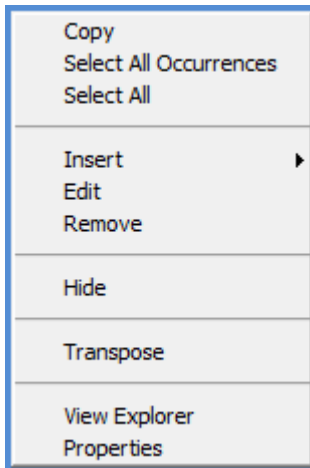 Copy
Select All Occurrences
Select All
Insert
Edit
Remove
Hide
Transpose
View Explorer
Properties